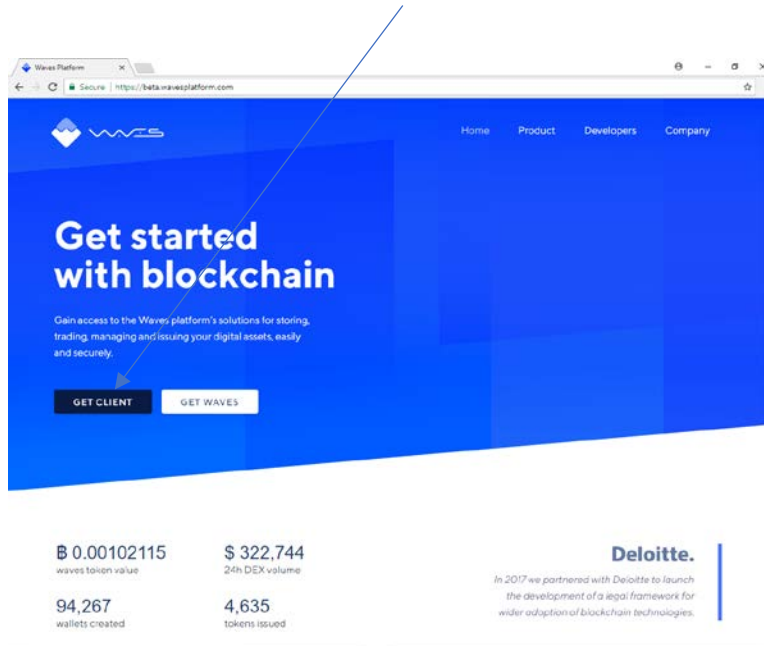 Waves Platform
Secure | https://beta.wavesplatform.com
WAVES
Home Product Developers Company
Get started
with blockchain
Gain access to the Waves platform's solutions for storing,
trading, managing and issuing your digital assets, easily
and securely.
GET CLIENT GET WAVES
฿ 0.00102115 $ 322,744
waves token value 24h DEX volume
94,267 4,635
wallets created tokens issued
Deloitte.
In 2017 we partnered with Deloitte to launch
the development of a legal framework for
wider adoption of blockchain technologies.